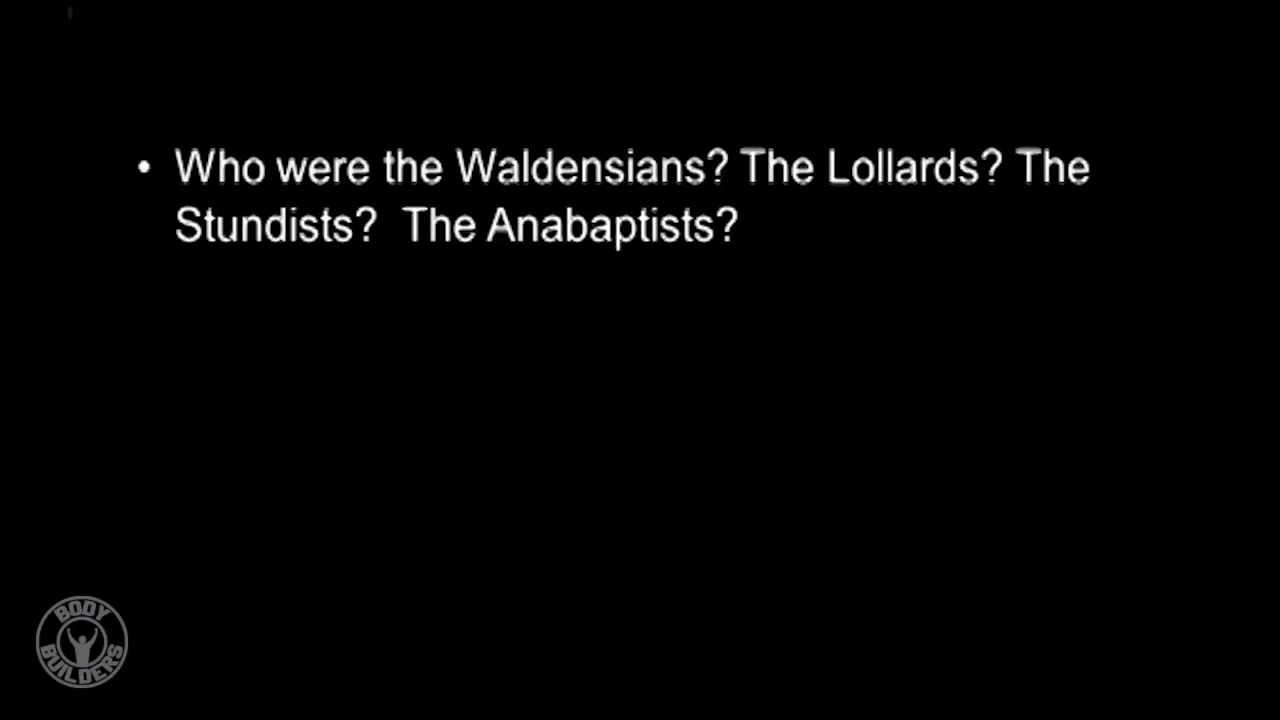 • Who were the Waldensians? The Lollards? The
Stundists?  The Anabaptists?
BODY
BUILDERS